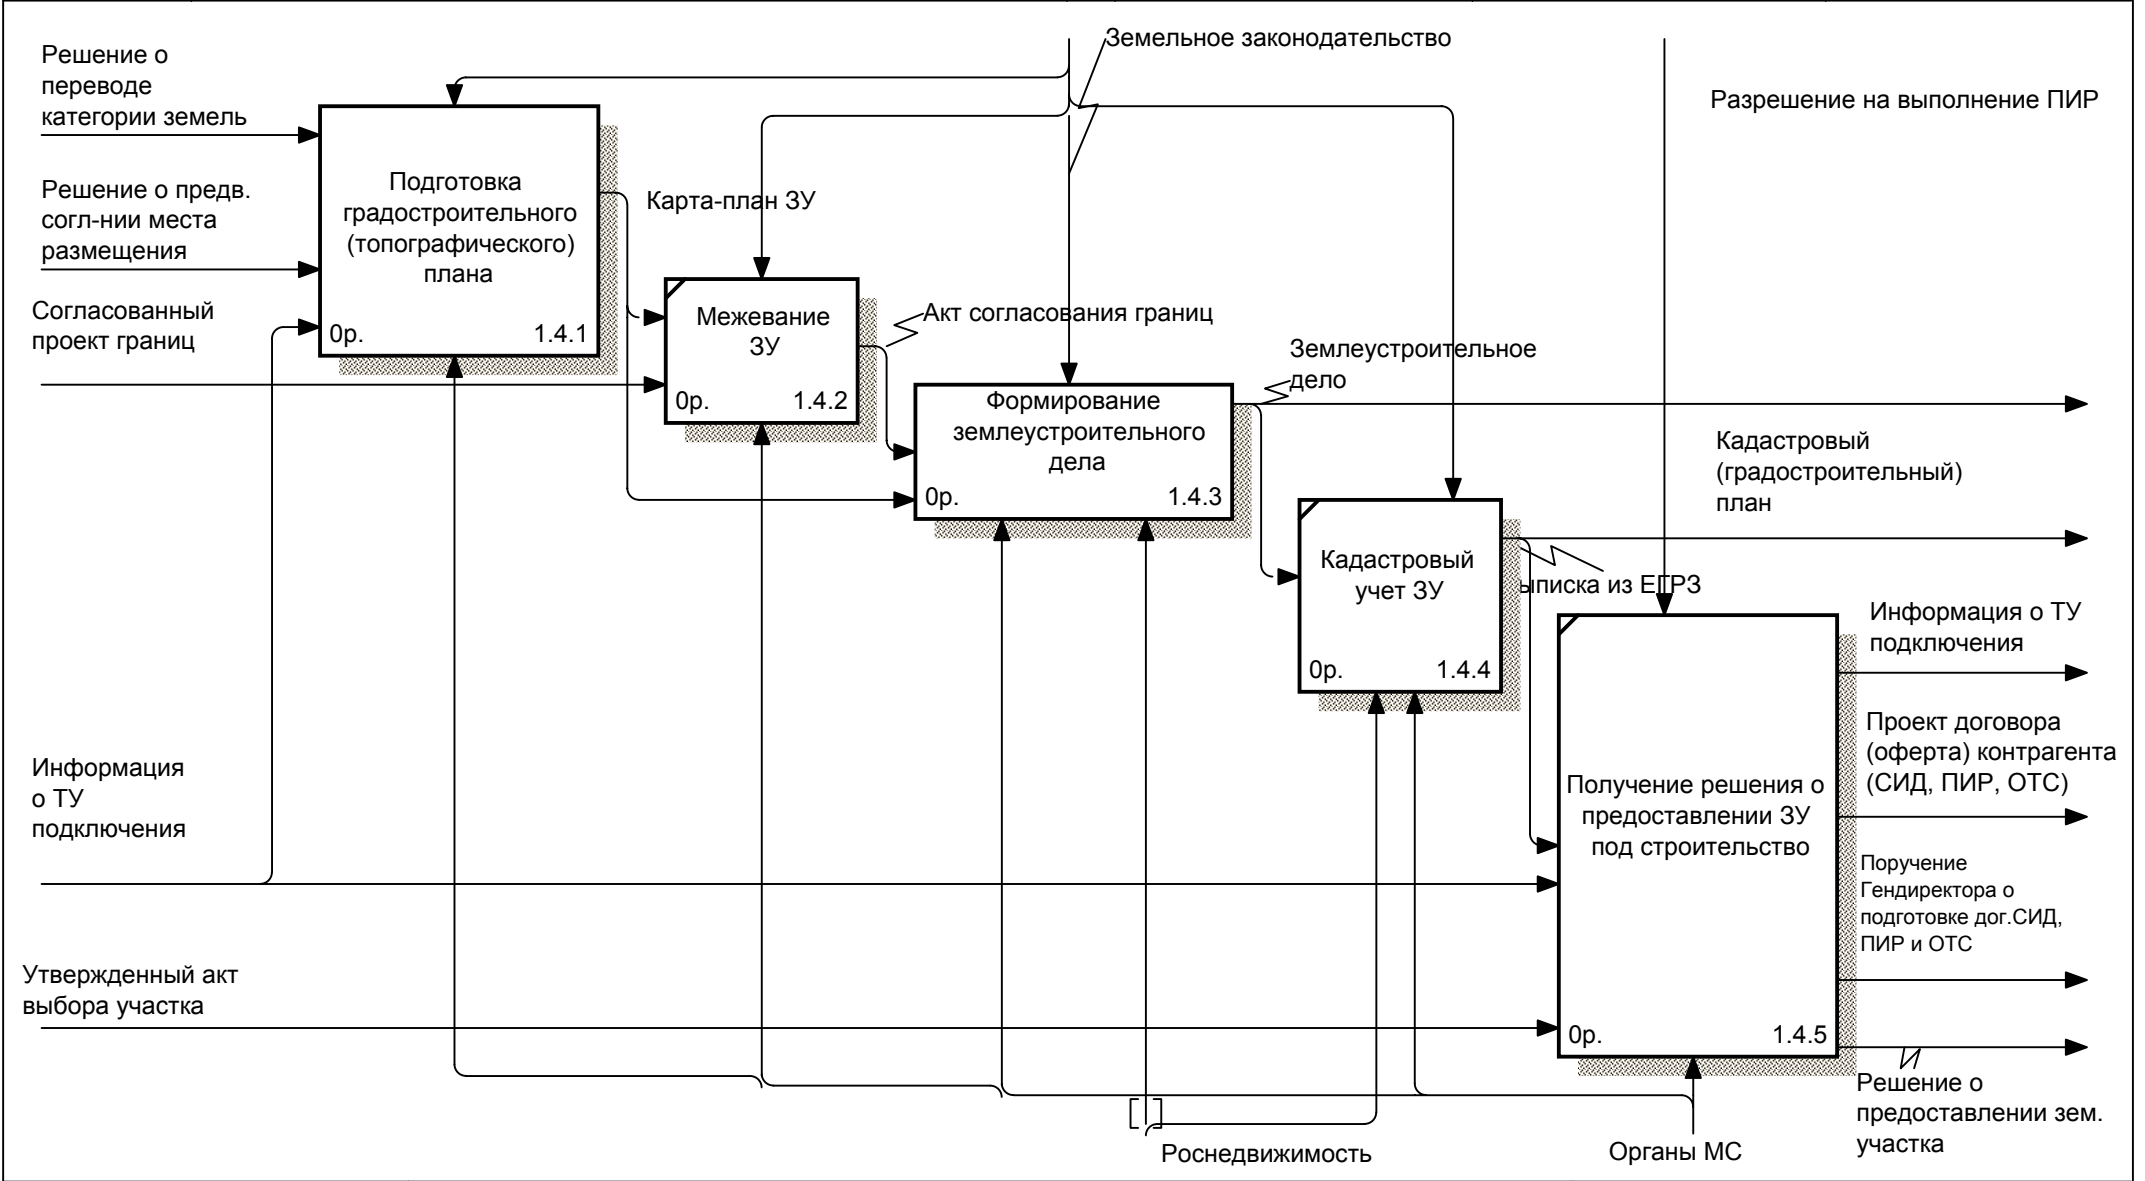 Решение о
переводе
категории земель
Решение о предв.
согл-нии места
размещения
Согласованный
проект границ
Информация
о ТУ
подключения
Утвержденный акт
выбора участка
Земельное законодательство
Разрешение на выполнение ПИР
Подготовка
градостроительного
(топографического)
плана
0р. 1.4.1
Карта-план ЗУ
Межевание
ЗУ
0р. 1.4.2
Акт согласования границ
Формирование
землеустроительного
дела
0р. 1.4.3
Землеустроительное
дело
Кадастровый
учет ЗУ
0р. 1.4.4
Кадастровый
(градостроительный)
план
ыписка из ЕГРЗ
Получение решения о
предоставлении ЗУ
под строительство
0р. 1.4.5
Информация о ТУ
подключения
Проект договора
(оферта) контрагента
(СИД, ПИР, ОТС)
Поручение
Гендиректора о
подготовке дог.СИД,
ПИР и ОТС
Решение о
предоставлении зем.
участка
Роснедвижимость
Органы МС